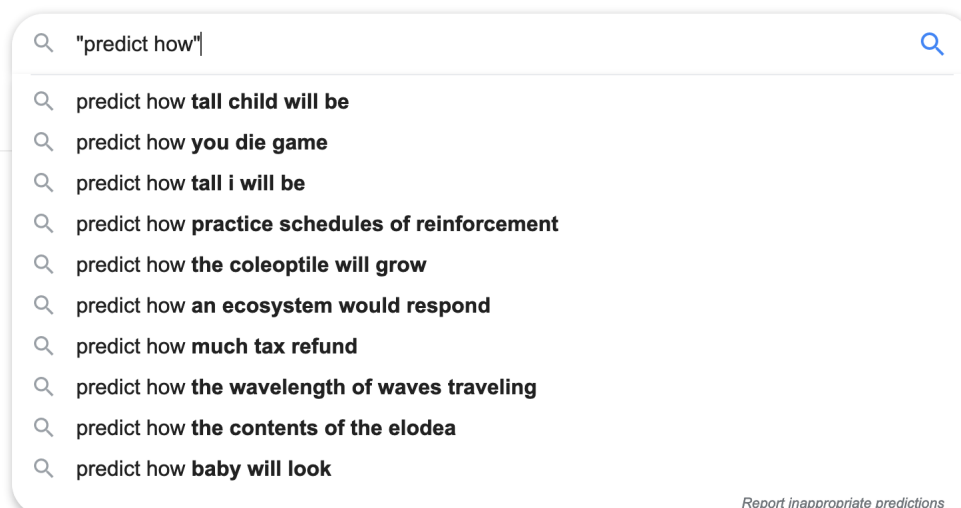 "predict how"
predict how tall child will be
predict how you die game
predict how tall i will be
predict how practice schedules of reinforcement
predict how the coleoptile will grow
predict how an ecosystem would respond
predict how much tax refund
predict how the wavelength of waves traveling
predict how the contents of the elodea
predict how baby will look
Report inappropriate predictions